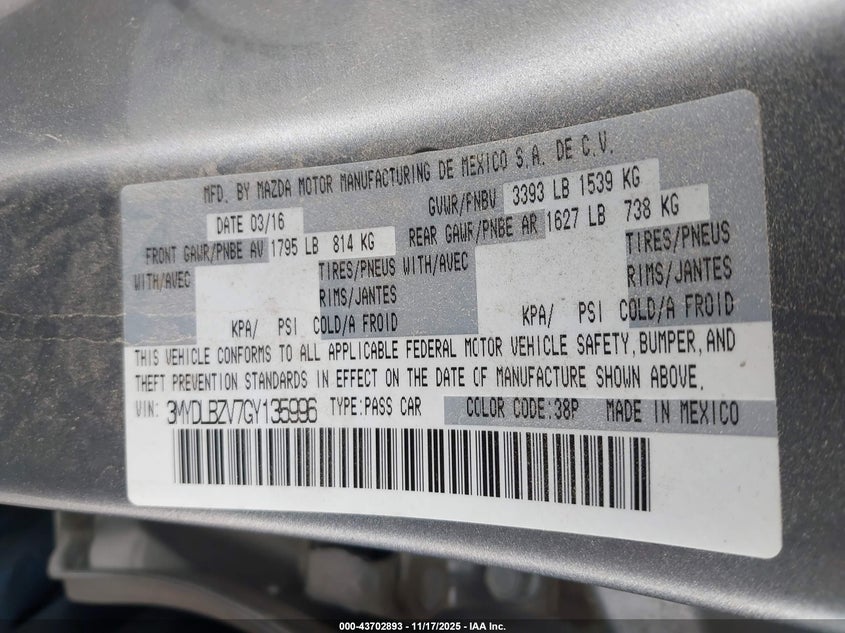 MFD. BY MAZDA MOTOR MANUFACTURING DE MEXICO S.A. DE C.V.
DATE 03/16 GVWR/PNBV 3393 LB 1539 KG
FRONT GAWR/PNBE AV 1795 LB 814 KG REAR GAWR/PNBE AR 1627 LB 738 KG
WITH/AVEC TIRES/PNEUS WITH/AVEC TIRES/PNEUS
RIMS/JANTES RIMS/JANTES
KPA/ PSI COLD/A FROID KPA/ PSI COLD/A FROID
THIS VEHICLE CONFORMS TO ALL APPLICABLE FEDERAL MOTOR VEHICLE SAFETY, BUMPER, AND
THEFT PREVENTION STANDARDS IN EFFECT ON THE DATE OF MANUFACTURE SHOWN ABOVE.
VIN: 3MYDLBZV7GY135996 TYPE:PASS CAR COLOR CODE:38P MADE IN MEXICO
000-43702893 - 11/17/2025 - IAA Inc.